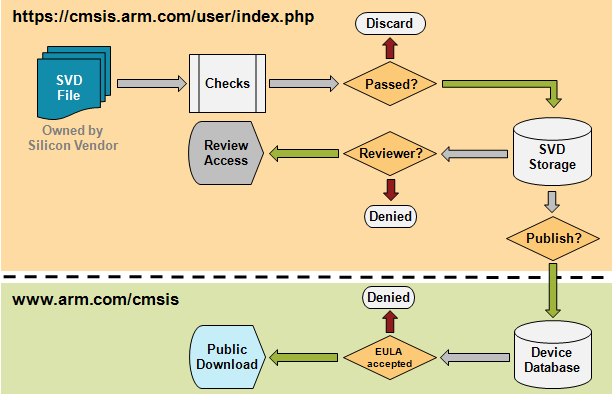 https://cmsis.arm.com/user/index.php
Discard
SVD
File
Checks
Passed?
Owned by
Silicon Vendor
Review
Access
Reviewer?
SVD
Storage
Denied
Publish?
www.arm.com/cmsis
Denied
Public
Download
EULA
accepted
Device
Database